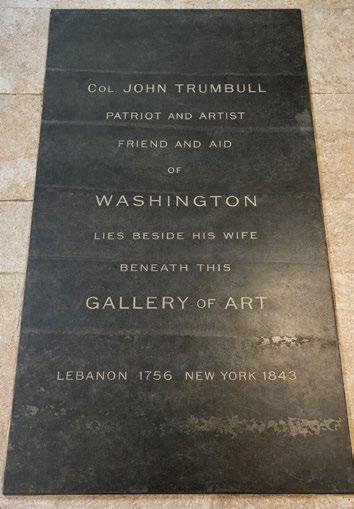 COL. JOHN TRUMBULL
PATRIOT AND ARTIST
FRIEND AND AID
OF
WASHINGTON
LIES BESIDE HIS WIFE
BENEATH THIS
GALLERY OF ART
LEBANON 1756 NEW YORK 1843